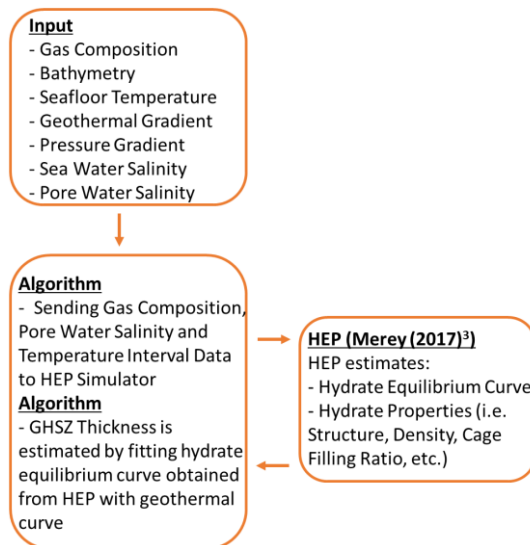 Input
- Gas Composition
- Bathymetry
- Seafloor Temperature
- Geothermal Gradient
- Pressure Gradient
- Sea Water Salinity
- Pore Water Salinity
Algorithm
- Sending Gas Composition,
Pore Water Salinity and
Temperature Interval Data
to HEP Simulator
Algorithm
- GHSZ Thickness is
estimated by fitting hydrate
equilibrium curve obtained
from HEP with geothermal
curve
HEP (Merey (2017)³)
HEP estimates:
- Hydrate Equilibrium Curve
- Hydrate Properties (i.e.
Structure, Density, Cage
Filling Ratio, etc.)